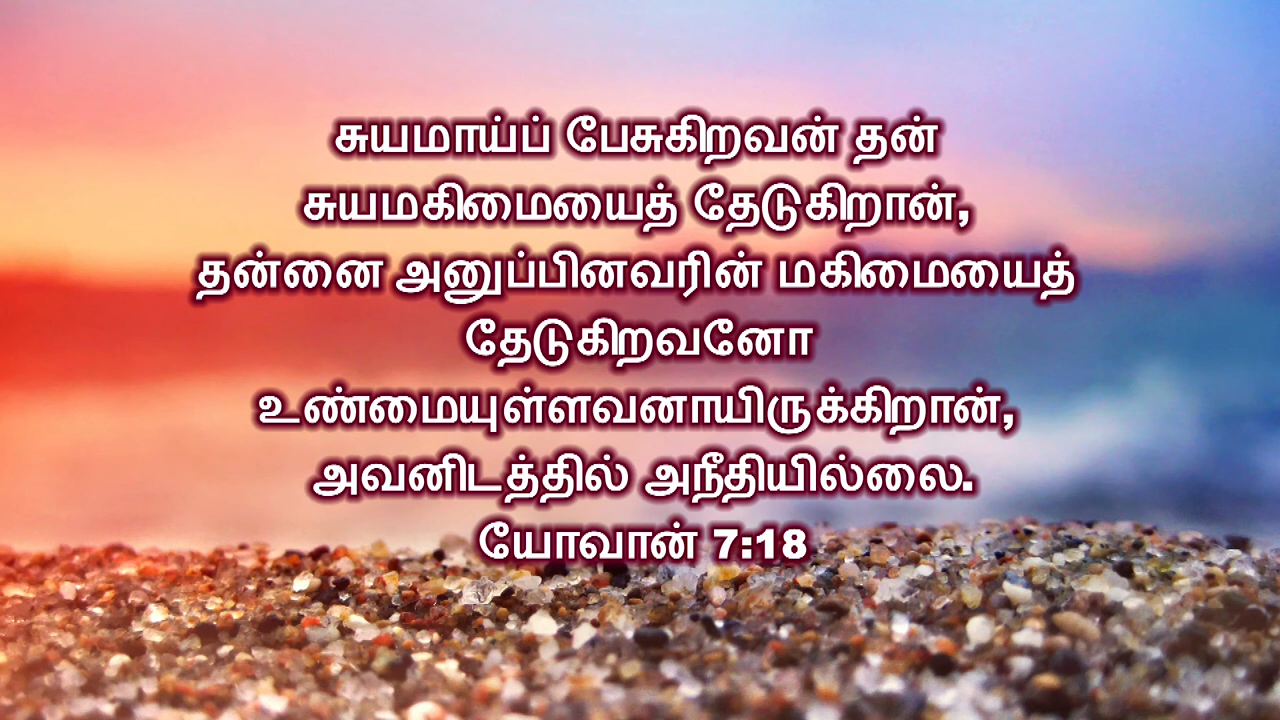 சுயமாய்ப் பேசுகிறவன் தன்
சுயமகிமையைத் தேடுகிறான்,
தன்னை அனுப்பினவரின் மகிமையைத்
தேடுகிறவனோ
உண்மையுள்ளவனாயிருக்கிறான்,
அவனிடத்தில் அநீதியில்லை.
யோவான் 7:18